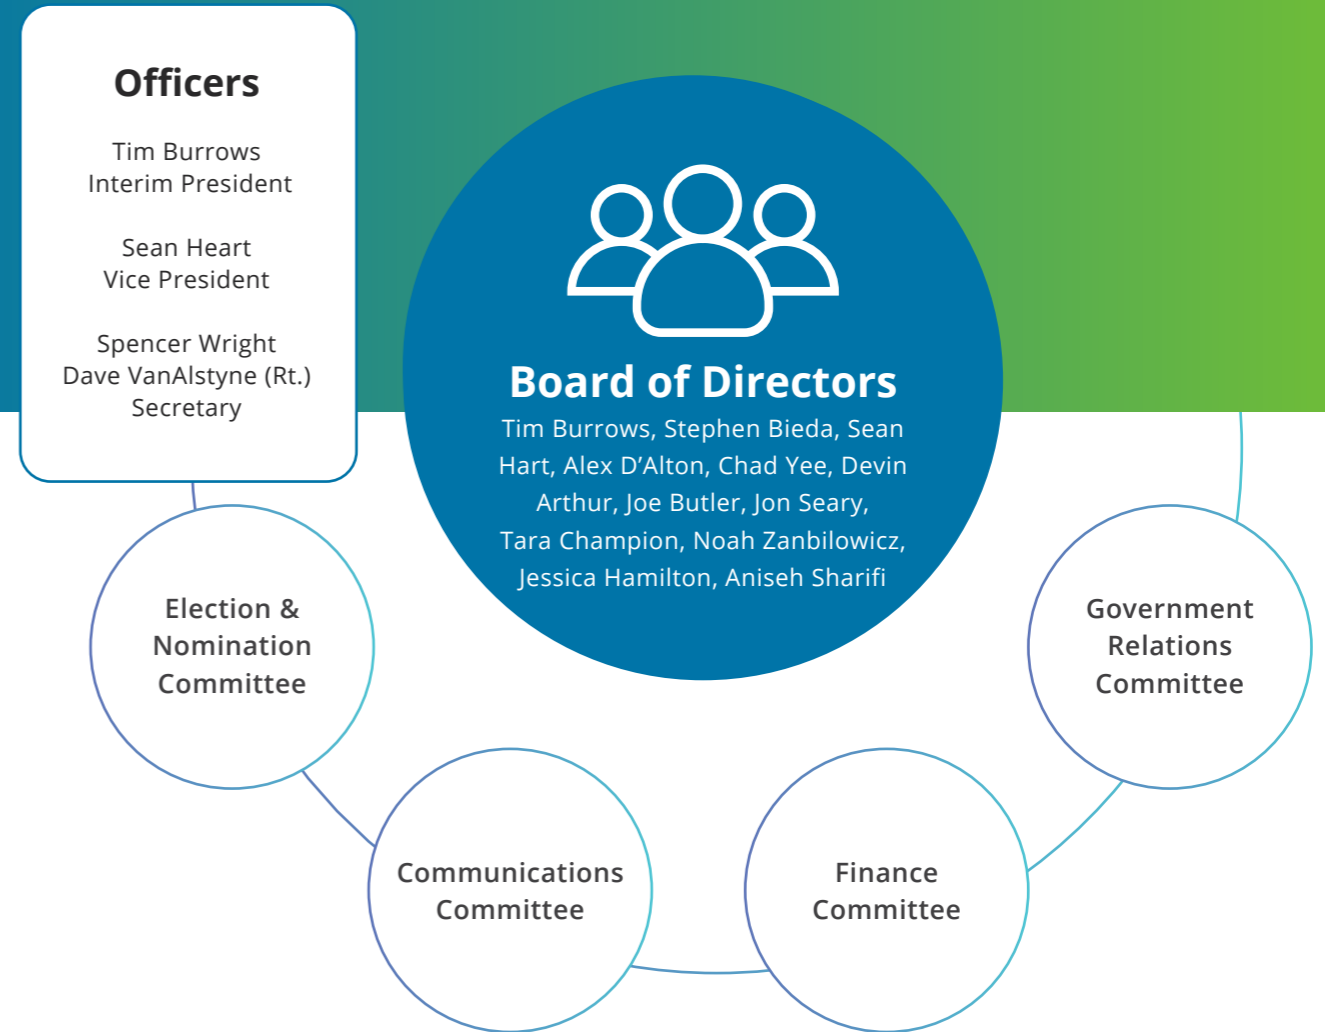 Officers
Tim Burrows
Interim President
Sean Heart
Vice President
Spencer Wright
Dave VanAlstyne (Rt.)
Secretary
Board of Directors
Tim Burrows, Stephen Bieda, Sean
Hart, Alex D’Alton, Chad Yee, Devin
Arthur, Joe Butler, Jon Seary,
Tara Champion, Noah Zanbilowicz,
Jessica Hamilton, Aniseh Sharifi
Election &
Nomination
Committee
Communications
Committee
Finance
Committee
Government
Relations
Committee